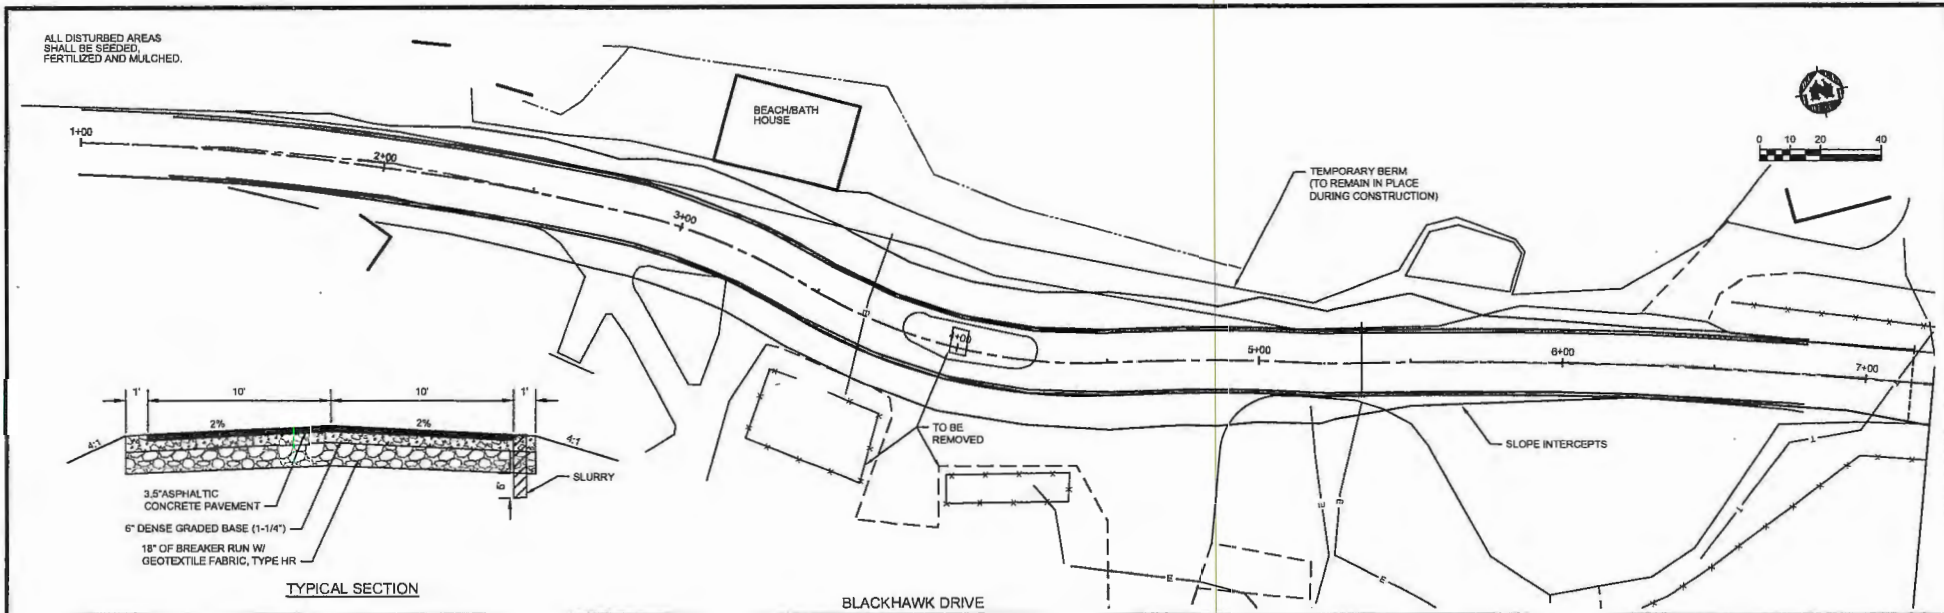 ALL DISTURBED AREAS
SHALL BE SEEDED,
FERTILIZED AND MULCHED.
1+00
2+00
3+00
4+00
5+00
6+00
7+00
BEACH/BATH
HOUSE
TEMPORARY BERM
(TO REMAIN IN PLACE
DURING CONSTRUCTION)
N
0 10 20 40
E
TO BE
REMOVED
SLOPE INTERCEPTS
E
E
E
E
T
T
T
1' 10' 10' 1'
2% 2%
4:1 4:1
SLURRY
3.5" ASPHALTIC
CONCRETE PAVEMENT
6" DENSE GRADED BASE (1-1/4")
18" OF BREAKER RUN W/
GEOTEXTILE FABRIC, TYPE HR
TYPICAL SECTION
BLACKHAWK DRIVE